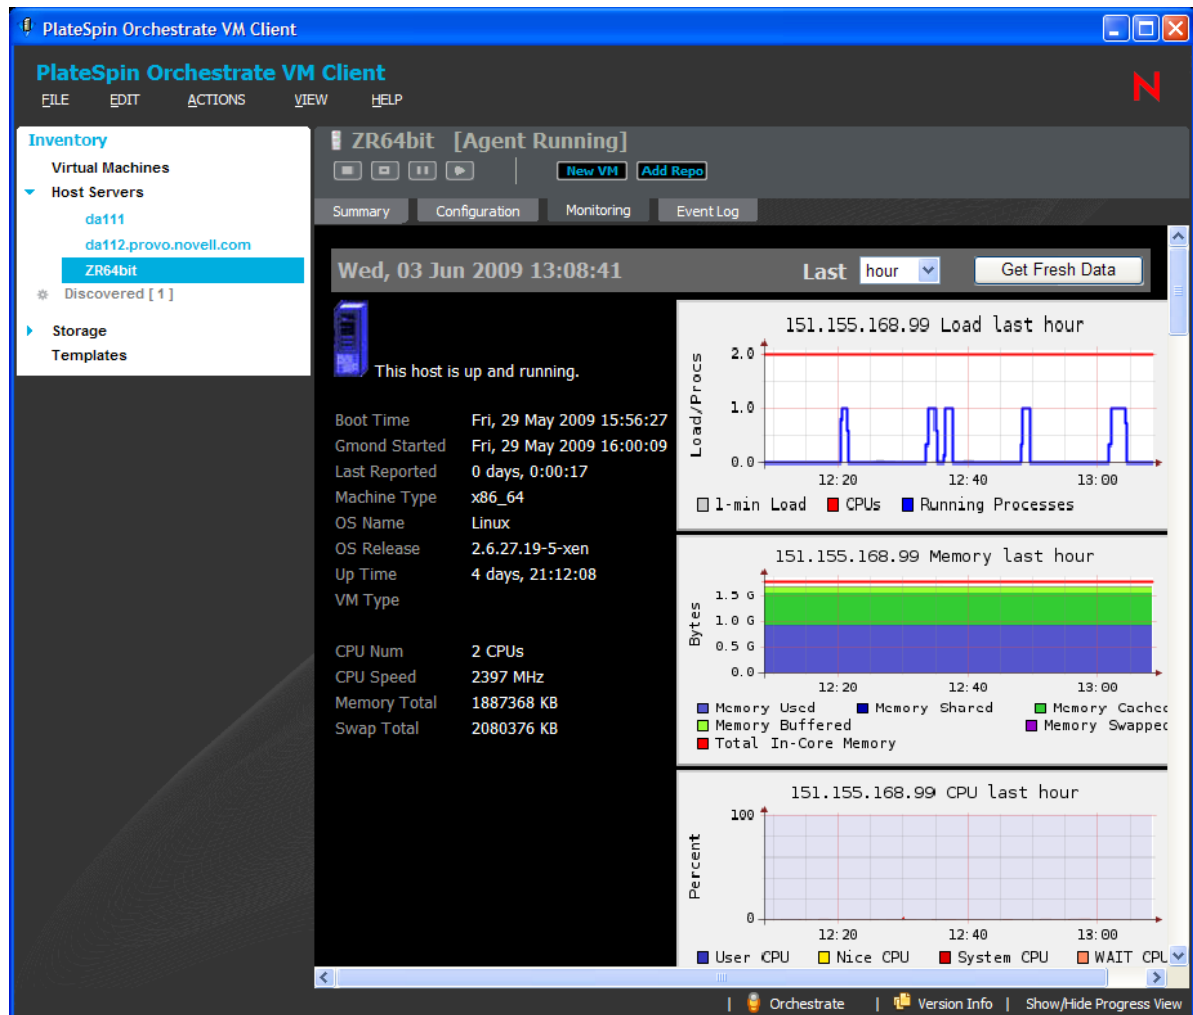 PlateSpin Orchestrate VM Client
PlateSpin Orchestrate VM Client
FILE EDIT ACTIONS VIEW HELP
N
Inventory
Virtual Machines
Host Servers
da111
da112.provo.novell.com
ZR64bit
Discovered [ 1 ]
Storage
Templates
ZR64bit [Agent Running]
New VM Add Repo
Summary Configuration Monitoring Event Log
Wed, 03 Jun 2009 13:08:41 Last hour Get Fresh Data
This host is up and running.
Boot Time Fri, 29 May 2009 15:56:27
Gmond Started Fri, 29 May 2009 16:00:09
Last Reported 0 days, 0:00:17
Machine Type x86_64
OS Name Linux
OS Release 2.6.27.19-5-xen
Up Time 4 days, 21:12:08
VM Type
CPU Num 2 CPUs
CPU Speed 2397 MHz
Memory Total 1887368 KB
Swap Total 2080376 KB
151.155.168.99 Load last hour
Load/Procs
2.0
1.0
0.0
12:20 12:40 13:00
1-min Load CPUs Running Processes
151.155.168.99 Memory last hour
Bytes
1.5 G
1.0 G
0.5 G
0.0
12:20 12:40 13:00
Memory Used Memory Shared Memory Cached
Memory Buffered Memory Swapped
Total In-Core Memory
151.155.168.99 CPU last hour
Percent
100
0
12:20 12:40 13:00
User CPU Nice CPU System CPU WAIT CPU
| Orchestrate | Version Info | Show/Hide Progress View